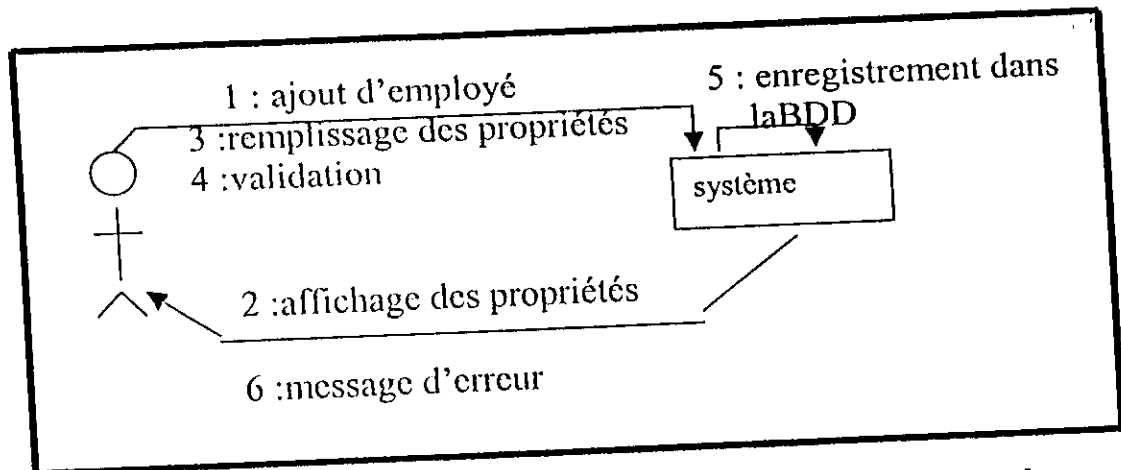 1 : ajout d'employé
5 : enregistrement dans
laBDD
3 :remplissage des propriétés
4 :validation
système
2 :affichage des propriétés
6 :message d'erreur